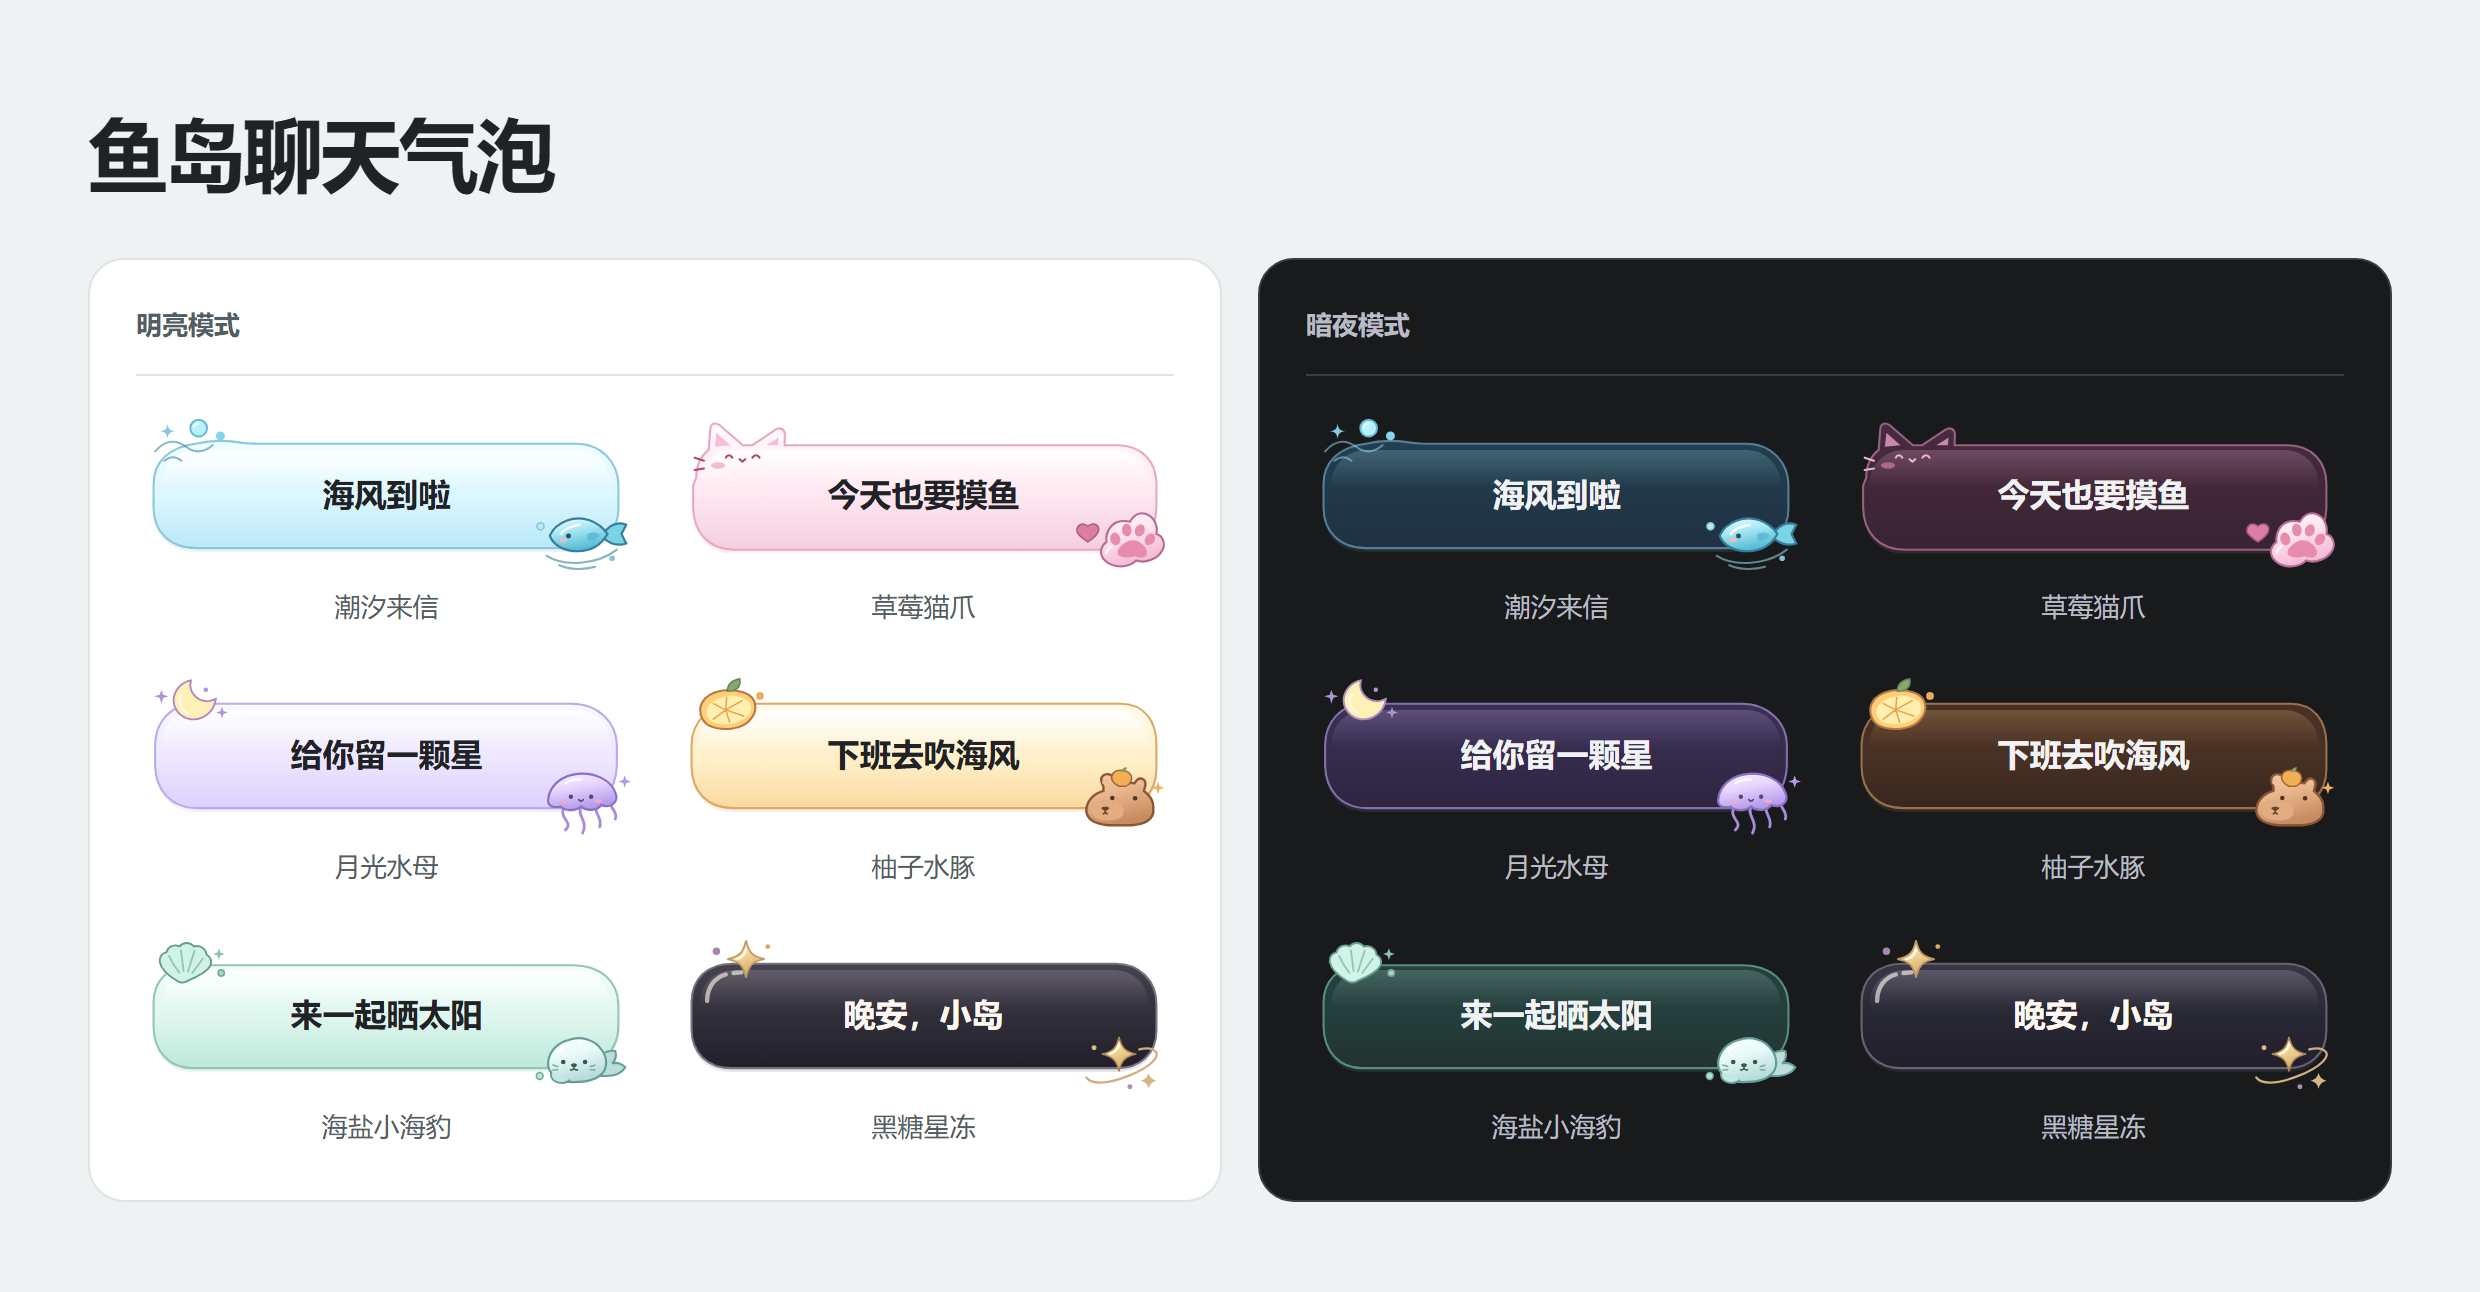 鱼岛聊天气泡
明亮模式
海风到啦
今天也要摸鱼
潮汐来信
草莓猫爪
给你留一颗星
下班去吹海风
月光水母
柚子水豚
来一起晒太阳
晚安，小岛
海盐小海豹
黑糖星冻
暗夜模式
海风到啦
今天也要摸鱼
潮汐来信
草莓猫爪
给你留一颗星
下班去吹海风
月光水母
柚子水豚
来一起晒太阳
晚安，小岛
海盐小海豹
黑糖星冻